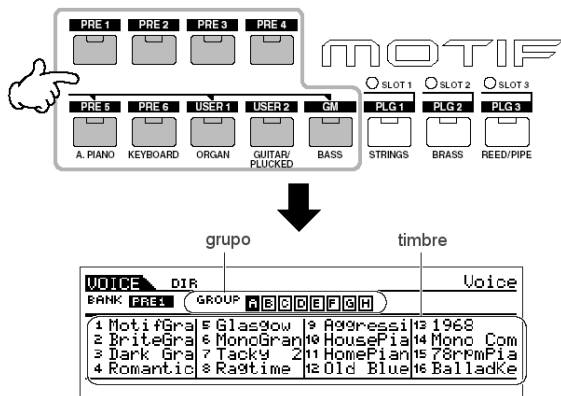 PRE 1 PRE 2 PRE 3 PRE 4
MOTIF
SLOT 1 SLOT 2 SLOT 3
PRE 5 PRE 6 USER 1 USER 2 GM PLG 1 PLG 2 PLG 3
A. PIANO KEYBOARD ORGAN GUITAR/ PLUCKED BASS STRINGS BRASS REED/PIPE
grupo timbre
VOICE DIR Voice
BANK PRE1 GROUP A B C D E F G H
1 MotifGra 5 Glasgow 9 Aggressi 13 1968
2 BriteGra 6 MonoGran 10 HousePia 14 Mono Com
3 Dark Gra 7 Tacky 2 11 HomePian 15 78rpmPia
4 Romantic 8 Ragtime 12 Old Blue 16 BalladKe